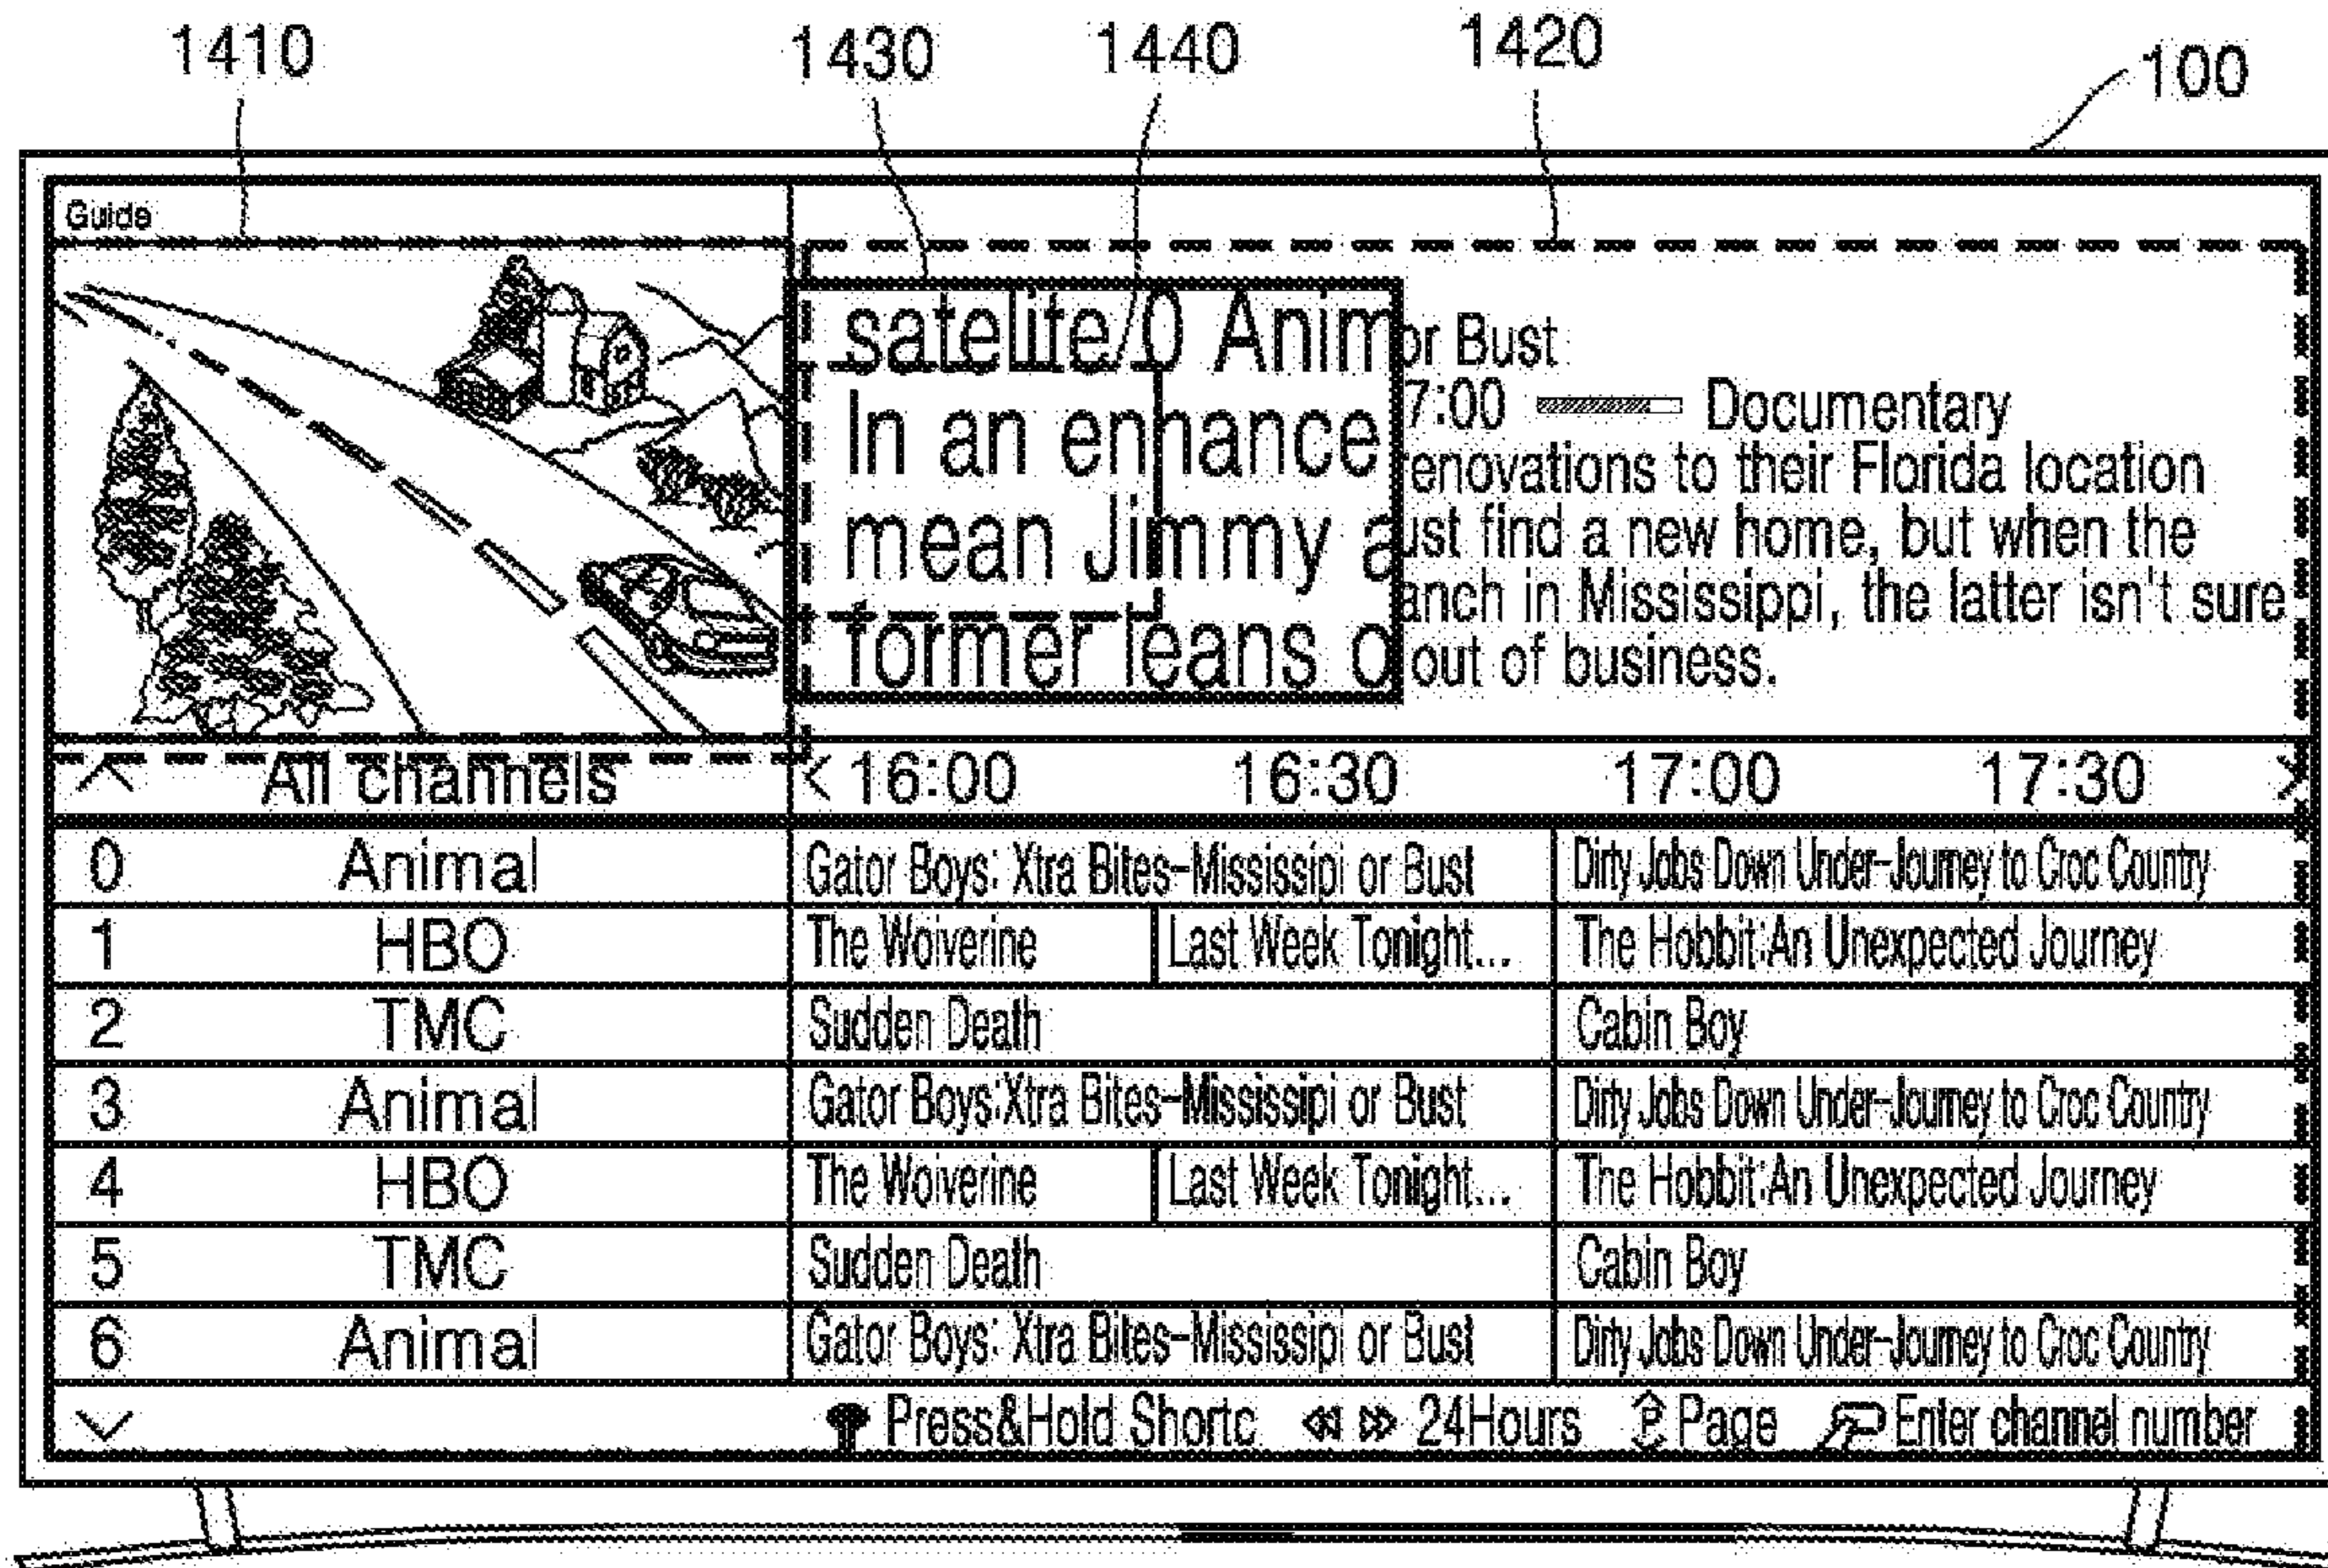 1410 1430 1440 1420 100
Guide
satelite/0 Anim
or Bust
In an enhance
7:00 Documentary
mean Jimmy a
enovations to their Florida location
ust find a new home, but when the
former leans o
anch in Mississippi, the latter isn't sure
out of business.
All channels < 16:00 16:30 17:00 17:30 >
0 Animal Gator Boys: Xtra Bites-Mississipi or Bust Dirty Jobs Down Under-Journey to Croc Country
1 HBO The Woiverine Last Week Tonight... The Hobbit:An Unexpected Journey
2 TMC Sudden Death Cabin Boy
3 Animal Gator Boys:Xtra Bites-Mississipi or Bust Dirty Jobs Down Under-Journey to Croc Country
4 HBO The Woiverine Last Week Tonight... The Hobbit:An Unexpected Journey
5 TMC Sudden Death Cabin Boy
6 Animal Gator Boys: Xtra Bites-Mississipi or Bust Dirty Jobs Down Under-Journey to Croc Country
Press&Hold Shortc 24Hours P Page Enter channel number